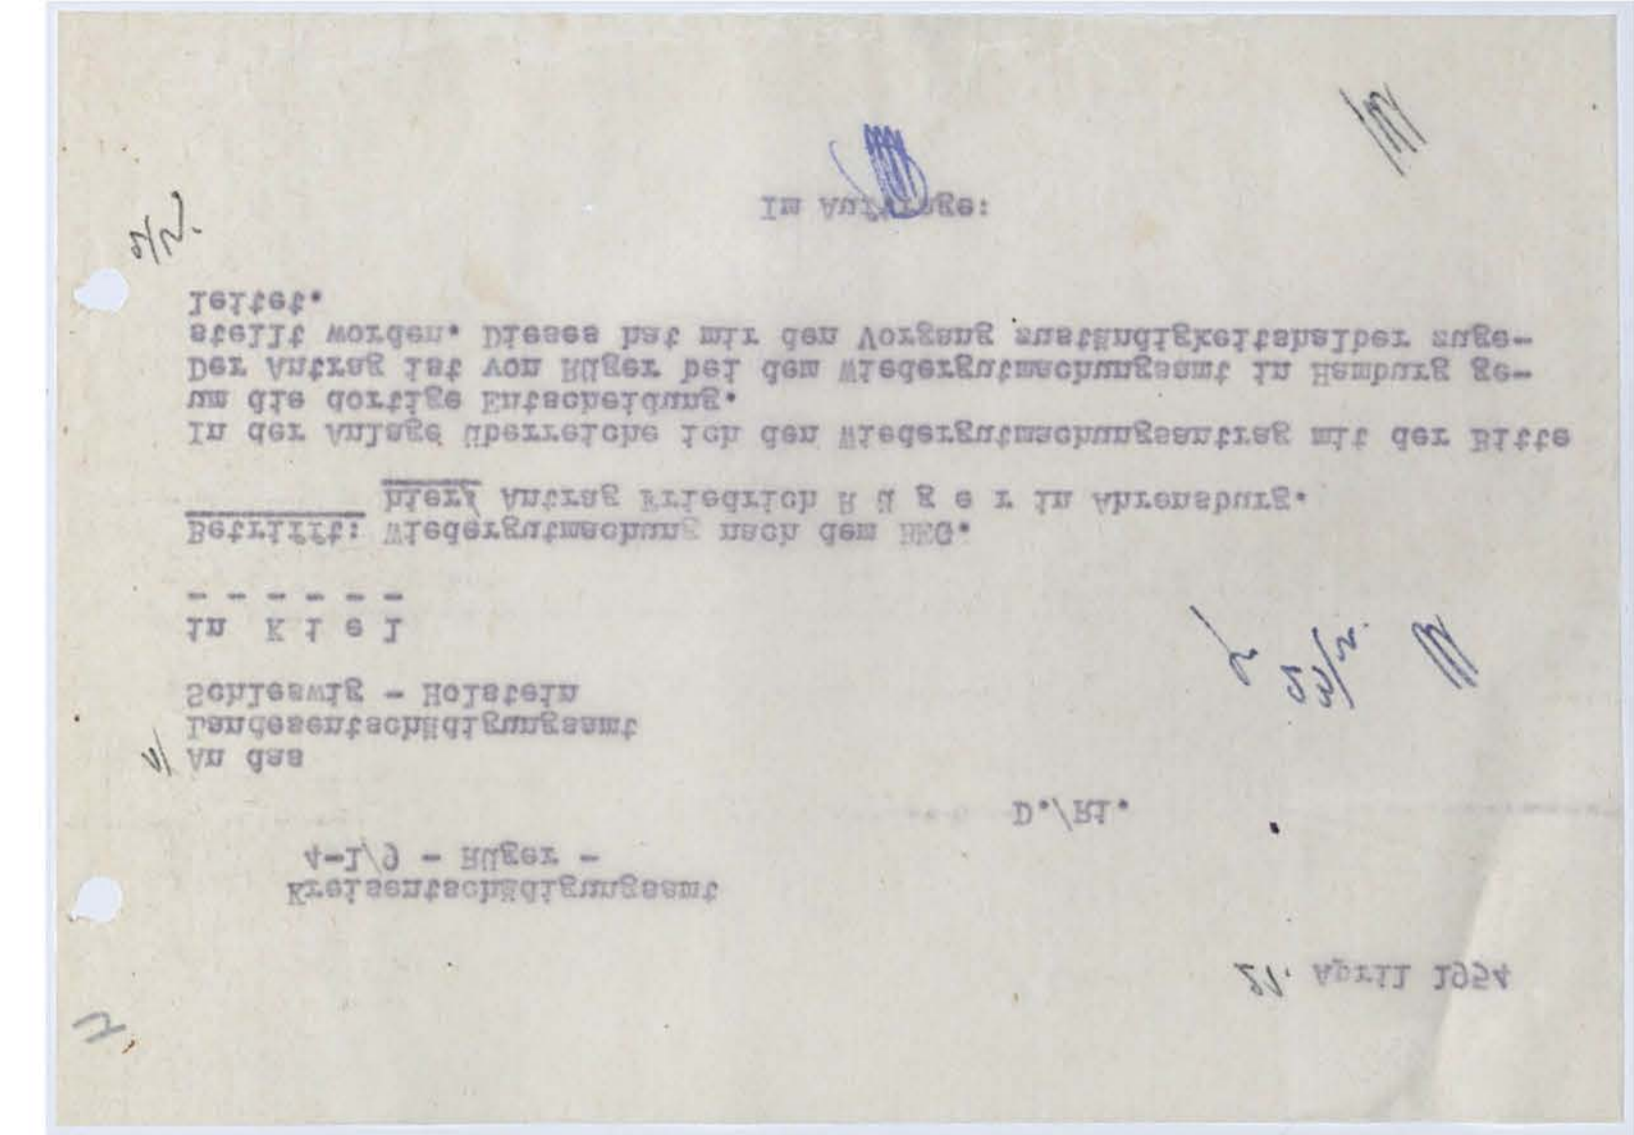 21. April 1954
Kreisentschädigungsamt
4-1/9 - Rüger -
D./Ri.
An das
Landesentschädigungsamt
Schleswig - Holstein
in K i e l
- - - - - -
Betrifft: Wiedergutmachung nach dem BEG.
hier: Antrag Friedrich R ü g e r in Ahrensburg.
In der Anlage überreiche ich den Wiedergutmachungsantrag mit der Bitte
um die dortige Entscheidung.
Der Antrag ist von Rüger bei dem Wiedergutmachungsamt in Hamburg ge-
stellt worden. Dieses hat mir den Vorgang zuständigkeitshalber zuge-
leitet.
Im Auftrage: